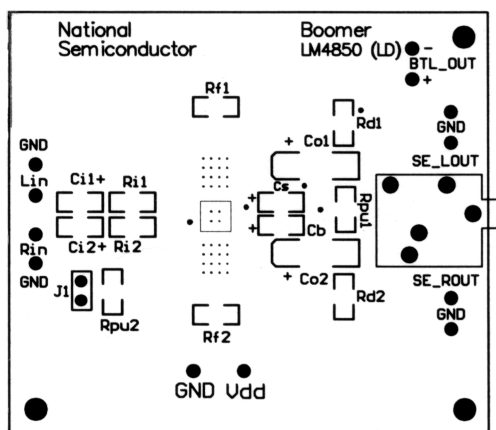 National
Semiconductor
Boomer
LM4850 (LD)
-
BTL_OUT
+
Rf1
Rd1
GND
+ Co1
SE_LOUT
GND
Lin
Ci1+
Ri1
Cs
+
Rpu1
Rin
Ci2+
Ri2
+
Cb
GND
J1
Rpu2
+ Co2
Rd2
SE_ROUT
GND
Rf2
GND Vdd